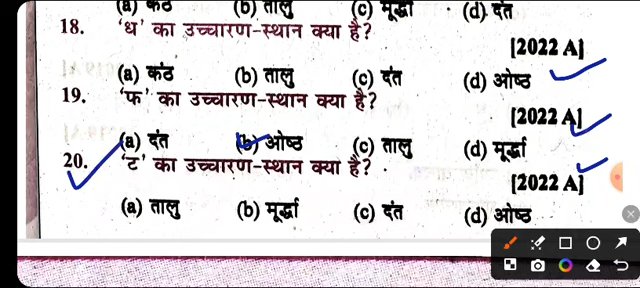 (a) कंठ (b) तालु (c) मूर्द्धा (d) दंत
18. 'ध' का उच्चारण-स्थान क्या है?
[2022 A]
(a) कंठ (b) तालु (c) दंत (d) ओष्ठ
19. 'फ' का उच्चारण-स्थान क्या है?
[2022 A]
(a) दंत (b) ओष्ठ (c) तालु (d) मूर्द्धा
20. 'ट' का उच्चारण-स्थान क्या है?
[2022 A]
(a) तालु (b) मूर्द्धा (c) दंत (d) ओष्ठ